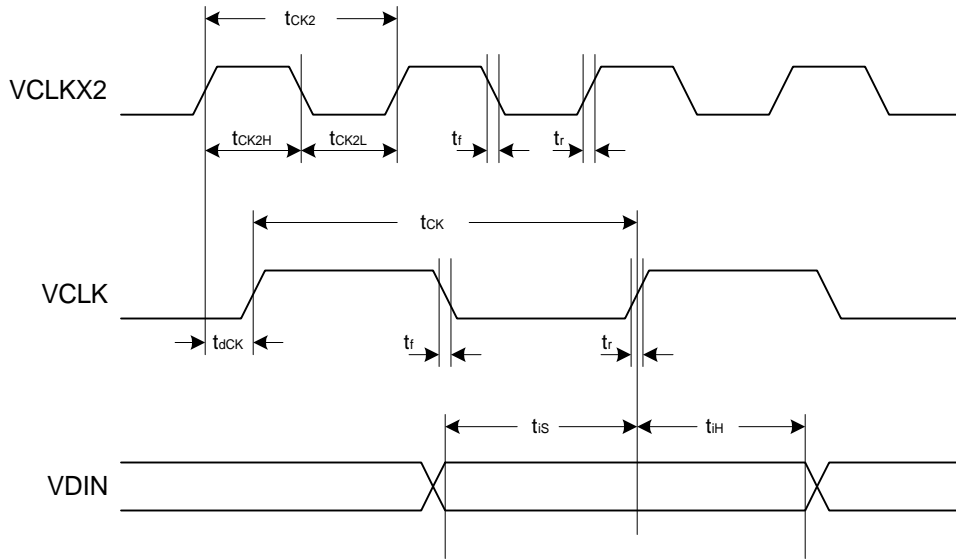 tCK2
VCLKX2
tCK2H
tCK2L
tf
tr
tCK
VCLK
tdCK
tf
tr
tiS
tiH
VDIN